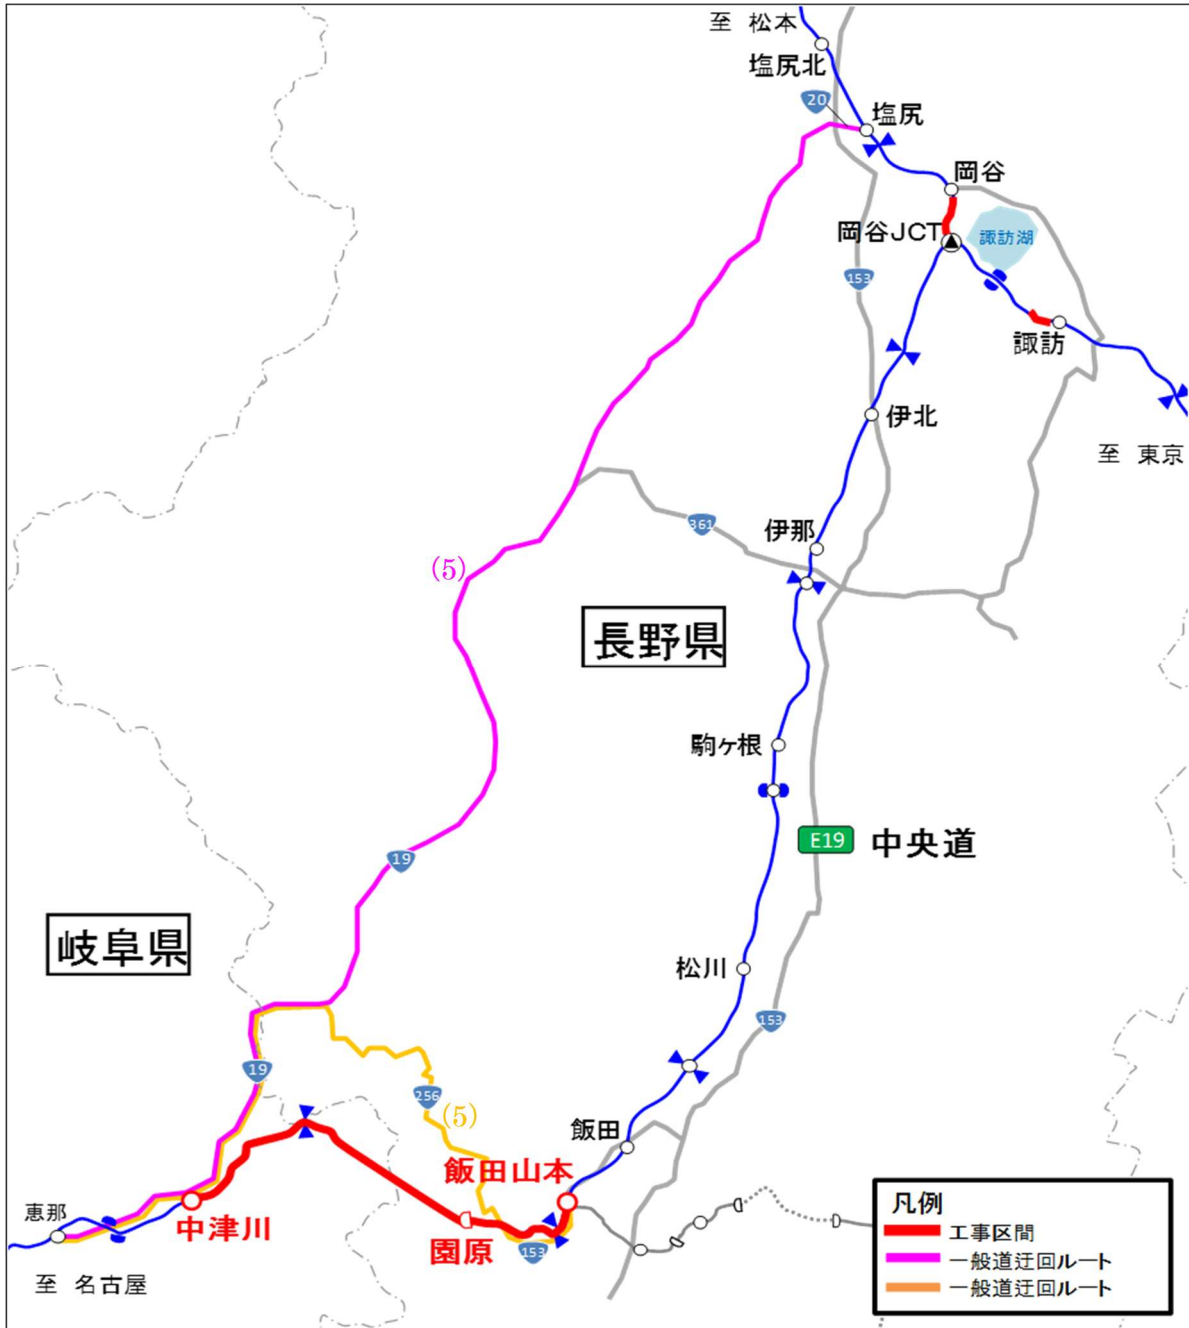 至 松本
塩尻北
20
塩尻
岡谷
岡谷JCT
諏訪湖
153
諏訪
伊北
至 東京
361
伊那
(5)
長野県
駒ヶ根
E19
中央道
19
岐阜県
松川
153
19
256
(5)
飯田
飯田山本
中津川
恵那
園原
153
至 名古屋
凡例
工事区間
一般道迂回ルート
一般道迂回ルート